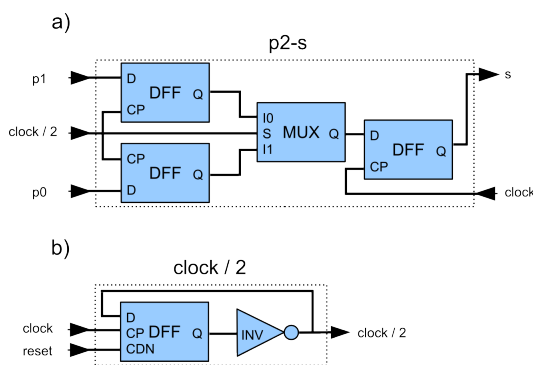 a)
p2-s
p1
D
DFF
Q
CP
clock / 2
CP
DFF
Q
D
p0
I0
S
MUX
Q
I1
D
DFF
Q
CP
s
clock
b)
clock / 2
D
clock
CP
DFF
Q
reset
CDN
INV
clock / 2